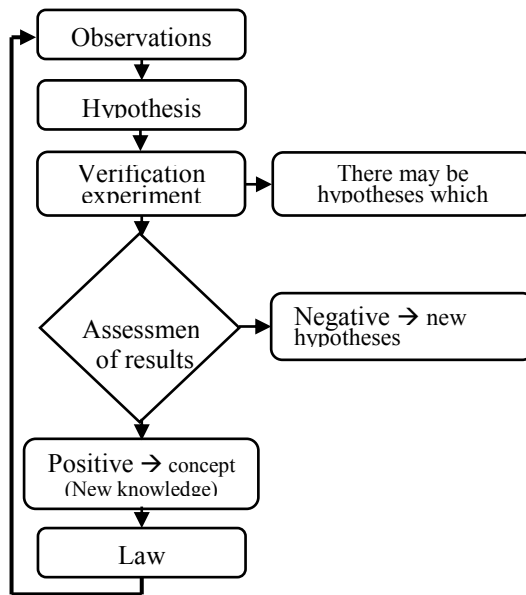 Observations
Hypothesis
Verification
experiment
There may be
hypotheses which
Assessmen
of results
Negative → new
hypotheses
Positive → concept
(New knowledge)
Law